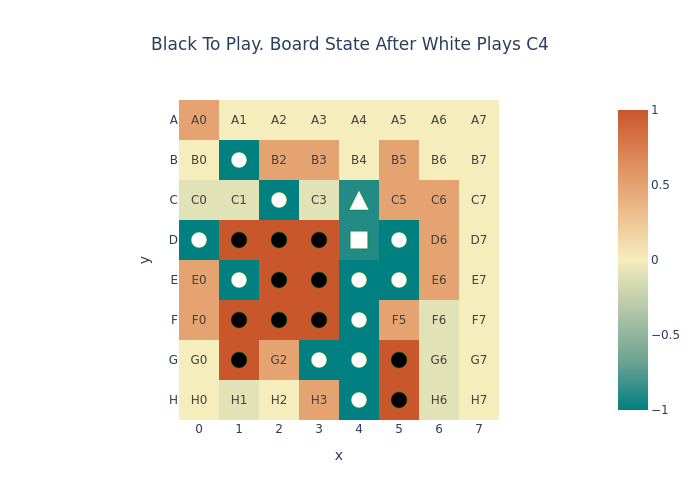 Black To Play. Board State After White Plays C4
A A0 A1 A2 A3 A4 A5 A6 A7
B B0 B2 B3 B4 B5 B6 B7
C C0 C1 C3 C5 C6 C7
D D6 D7
E E0 E6 E7
F F0 F5 F6 F7
G G0 G2 G6 G7
H H0 H1 H2 H3 H6 H7
0 1 2 3 4 5 6 7
x
y
1
0.5
0
−0.5
−1